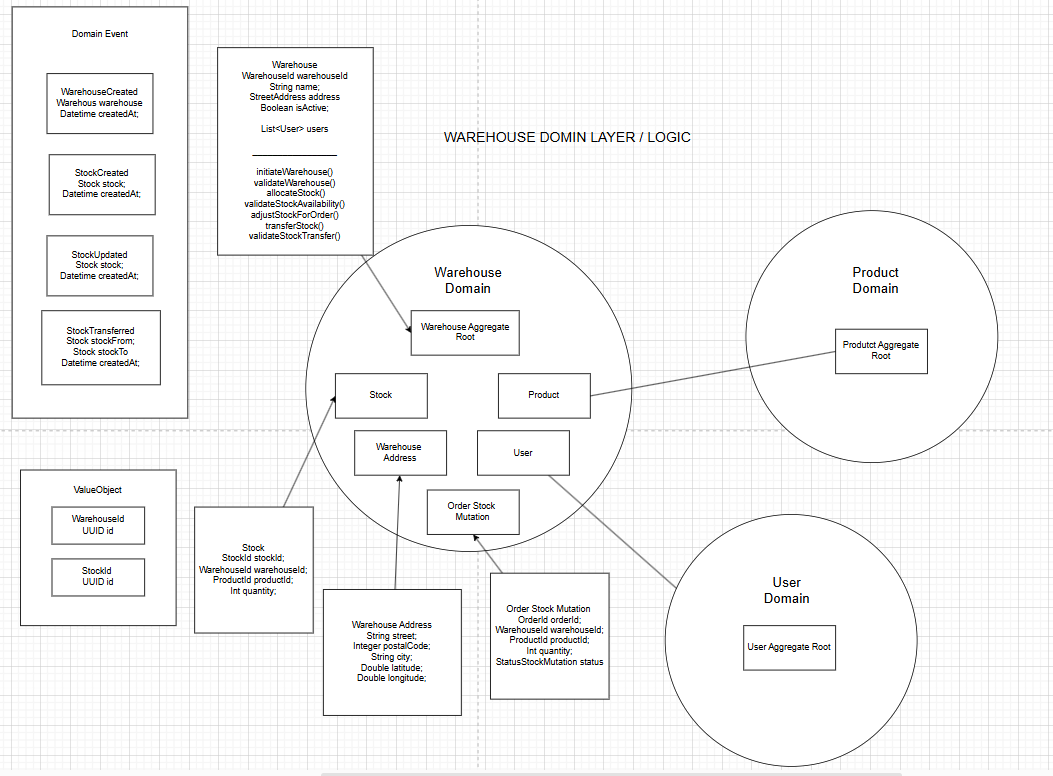 Domain Event
WarehouseCreated
Warehous warehouse
Datetime createdAt;
StockCreated
Stock stock;
Datetime createdAt;
StockUpdated
Stock stock;
Datetime createdAt;
StockTransferred
Stock stockFrom;
Stock stockTo
Datetime createdAt;
Warehouse
WarehouseId warehouseId
String name;
StreetAddress address
Boolean isActive;
List<User> users
initiateWarehouse()
validateWarehouse()
allocateStock()
validateStockAvailability()
adjustStockForOrder()
transferStock()
validateStockTransfer()
WAREHOUSE DOMIN LAYER / LOGIC
Warehouse
Domain
Warehouse Aggregate
Root
Stock
Product
Warehouse
Address
User
Order Stock
Mutation
Product
Domain
Produtct Aggregate
Root
User
Domain
User Aggregate Root
ValueObject
WarehouseId
UUID id
StockId
UUID id
Stock
StockId stockId;
WarehouseId warehouseId;
ProductId productId;
Int quantity;
Warehouse Address
String street;
Integer postalCode;
String city;
Double latitude;
Double longitude;
Order Stock Mutation
OrderId orderId;
WarehouseId warehouseId;
ProductId productId;
Int quantity;
StatusStockMutation status